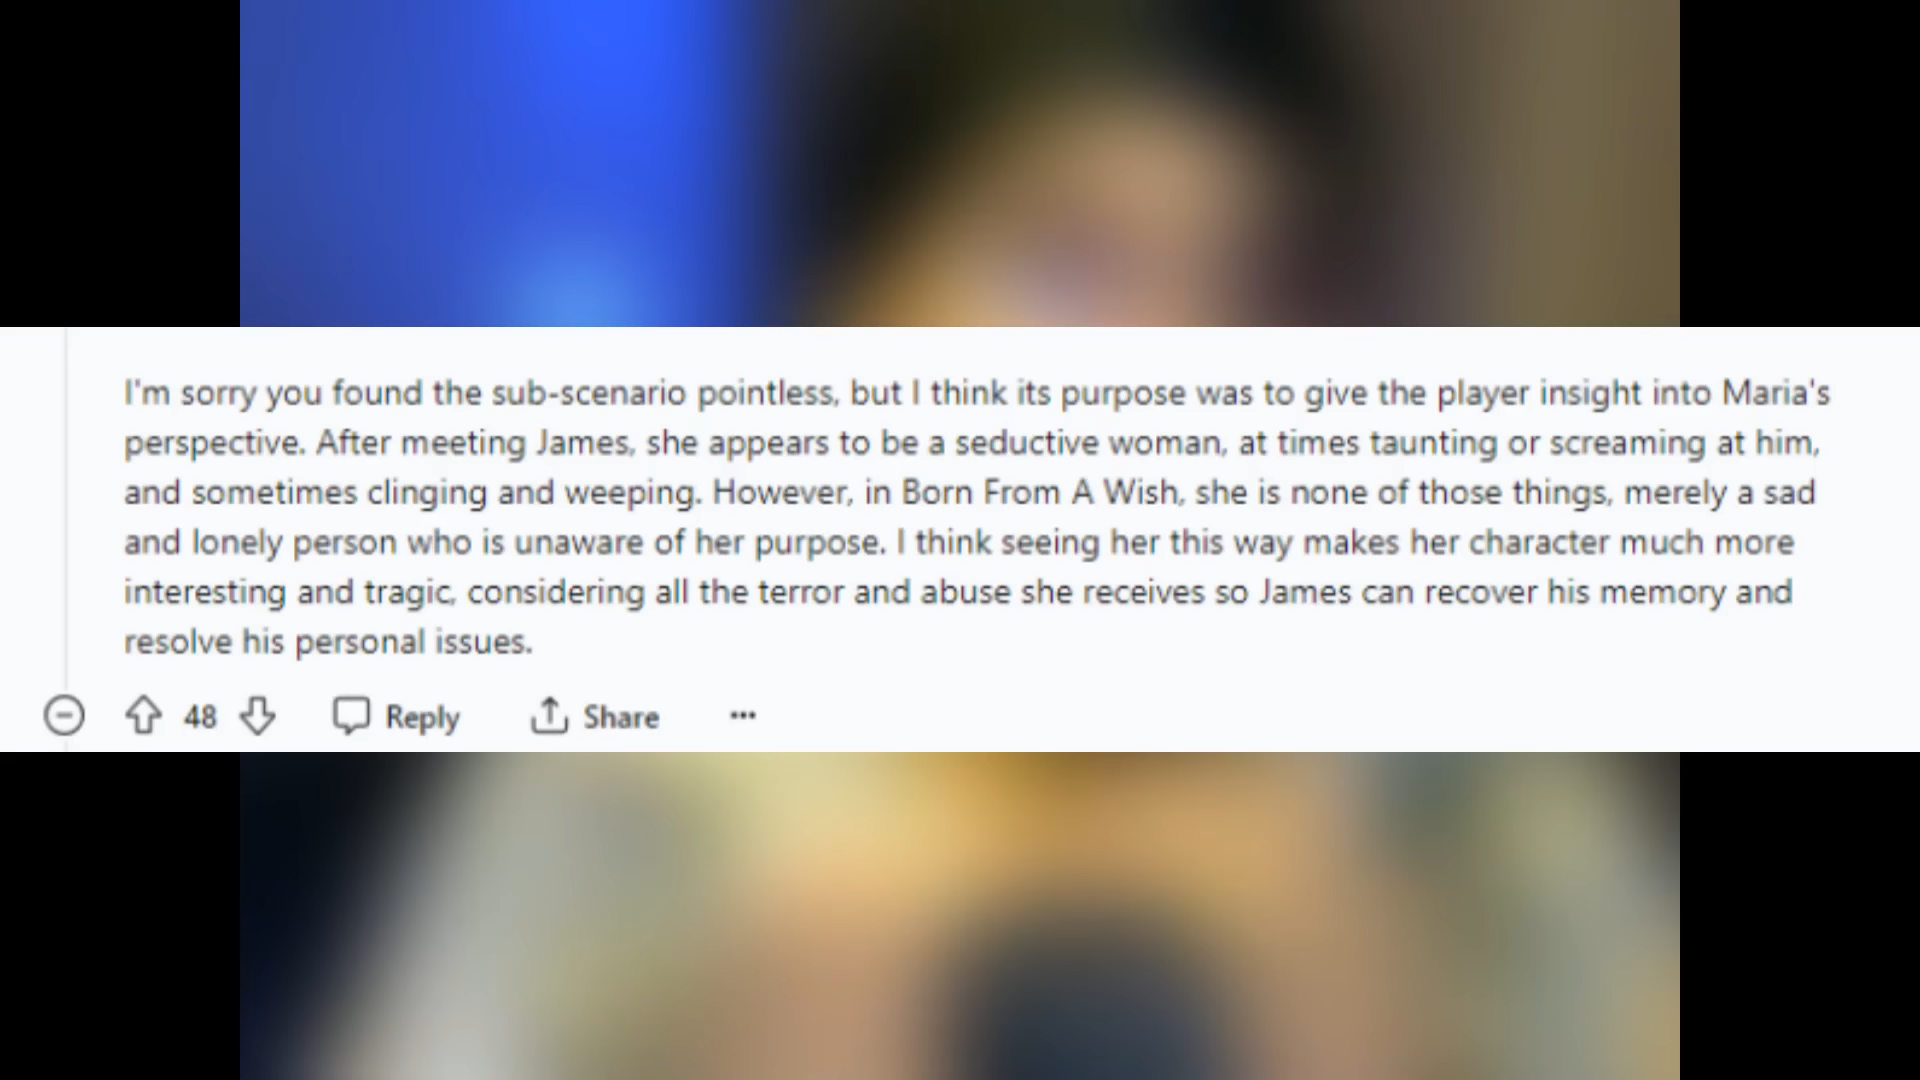 I'm sorry you found the sub-scenario pointless, but I think its purpose was to give the player insight into Maria's
perspective. After meeting James, she appears to be a seductive woman, at times taunting or screaming at him,
and sometimes clinging and weeping. However, in Born From A Wish, she is none of those things, merely a sad
and lonely person who is unaware of her purpose. I think seeing her this way makes her character much more
interesting and tragic, considering all the terror and abuse she receives so James can recover his memory and
resolve his personal issues.
48 Reply Share ...